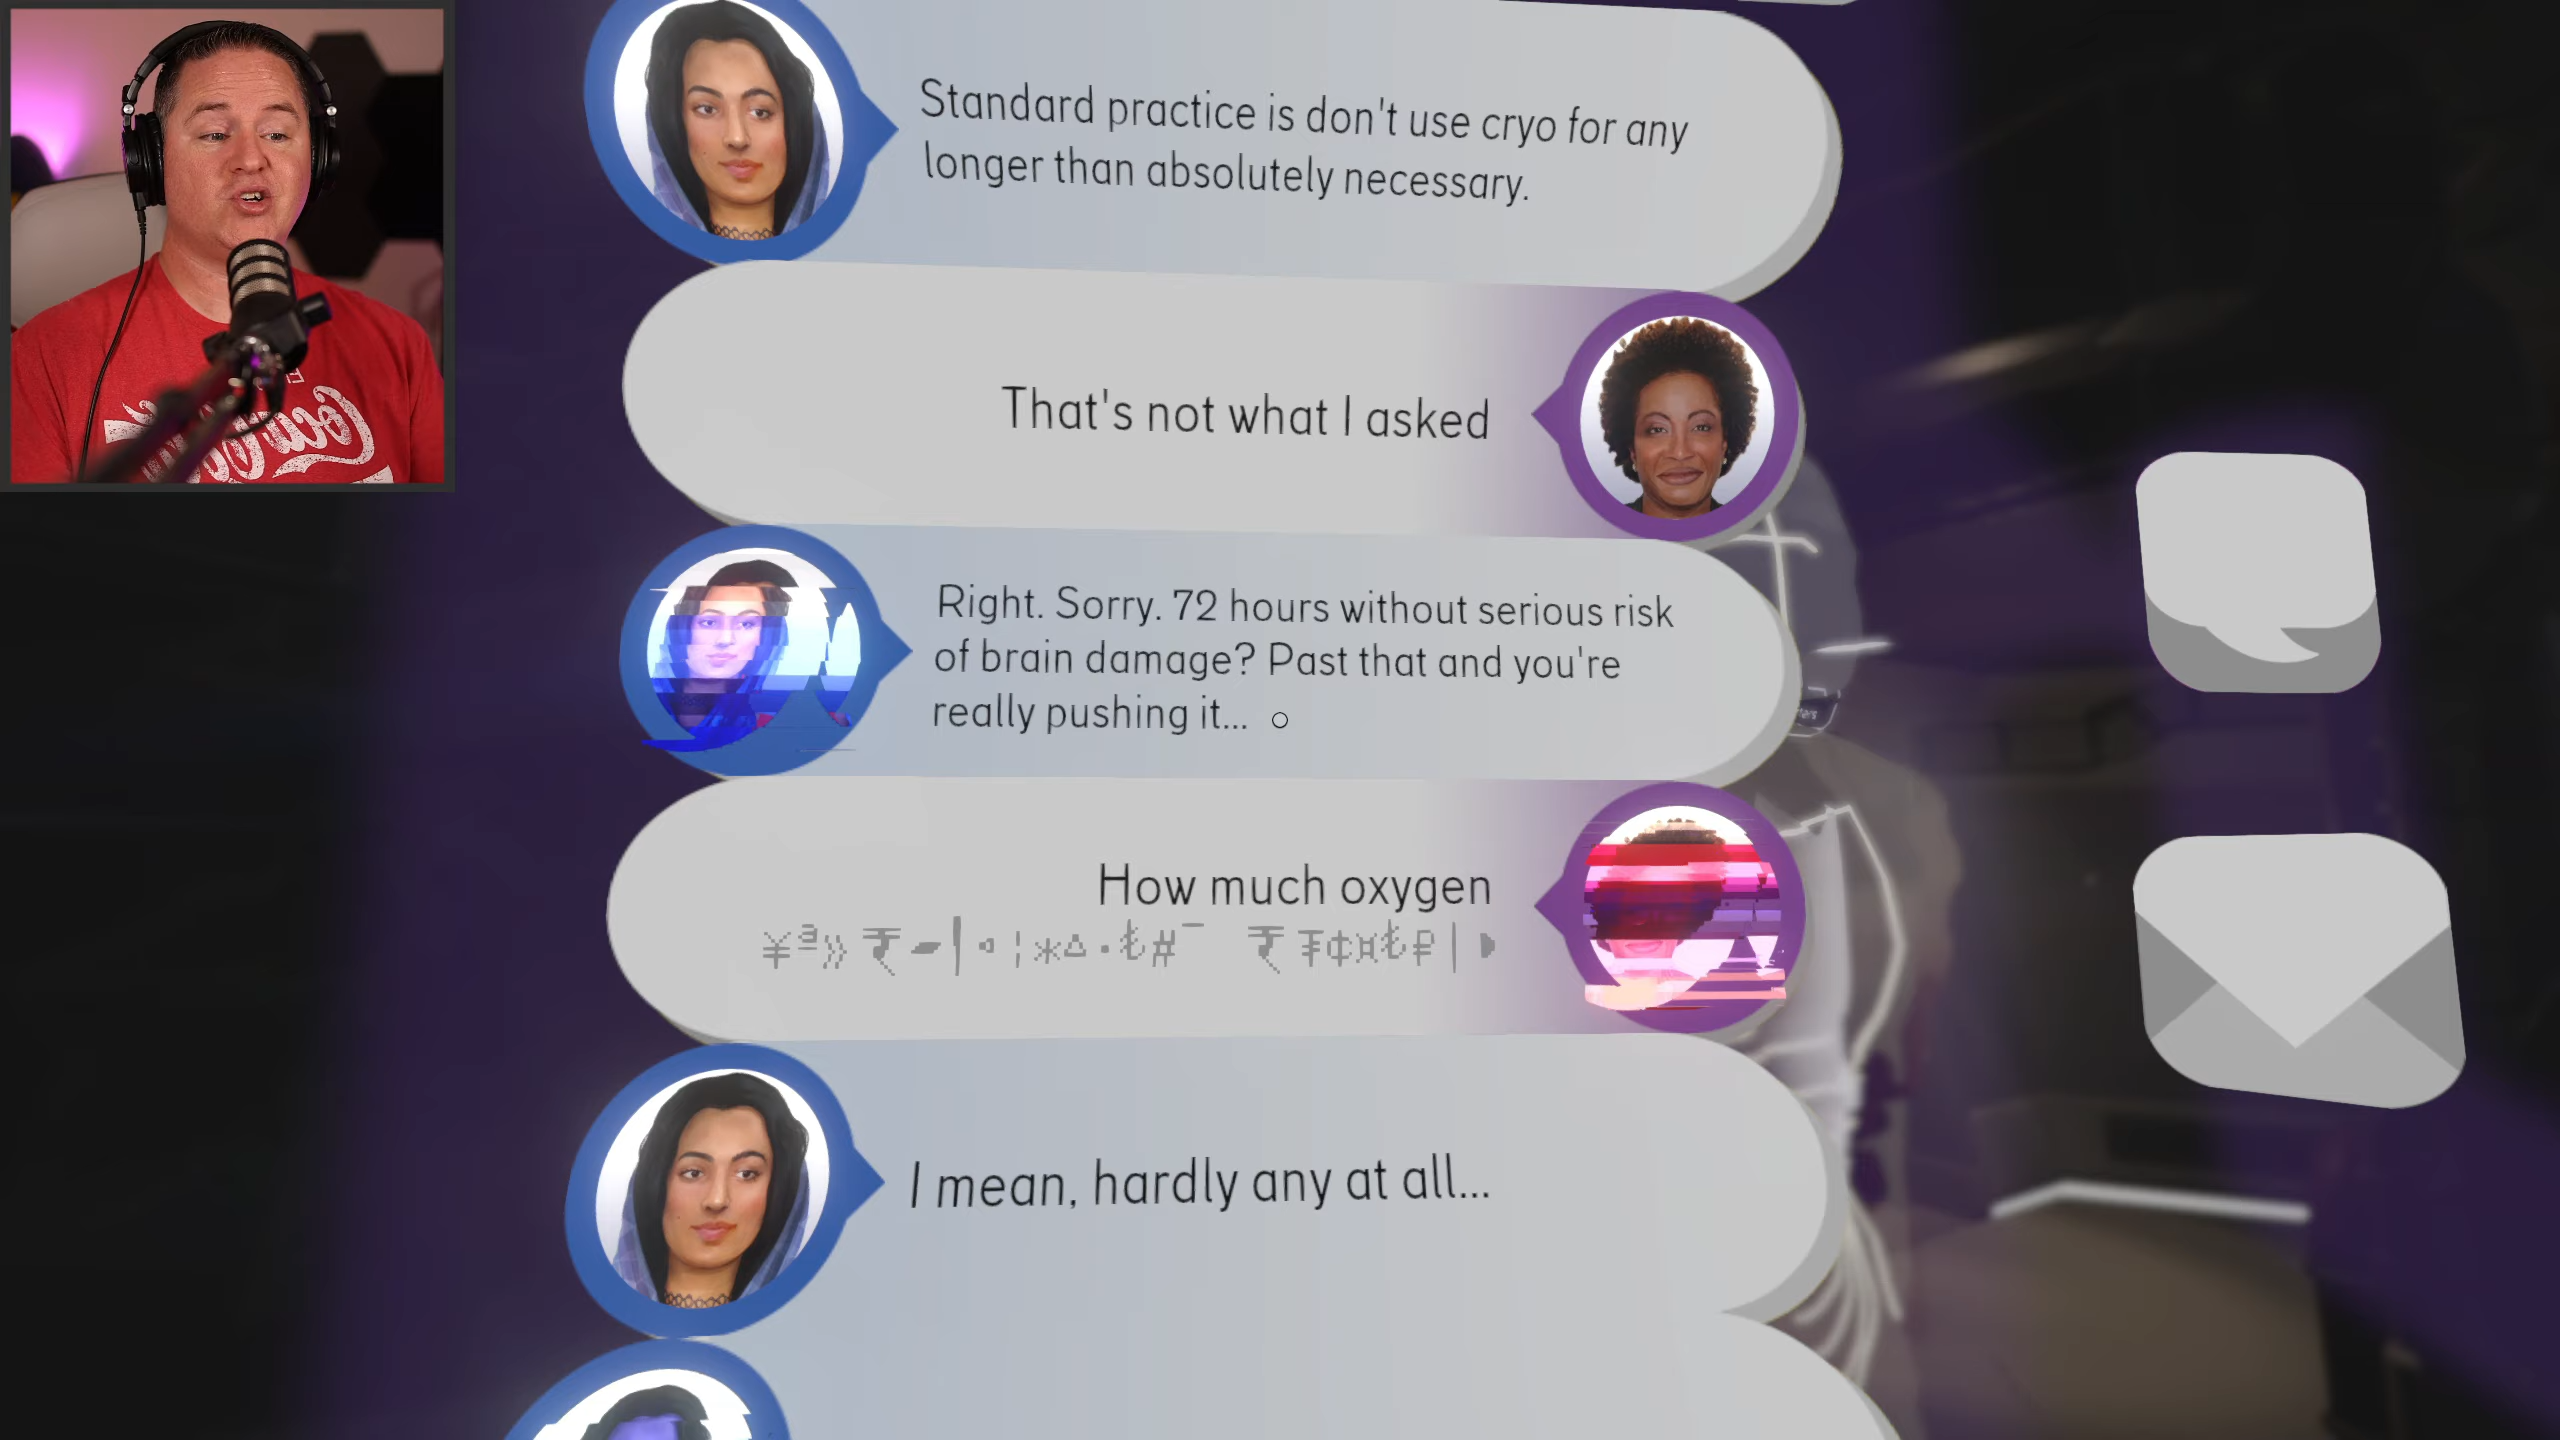 Standard practice is don't use cryo for any
longer than absolutely necessary.
That's not what I asked
Right. Sorry. 72 hours without serious risk
of brain damage? Past that and you're
really pushing it...
How much oxygen
I mean, hardly any at all...